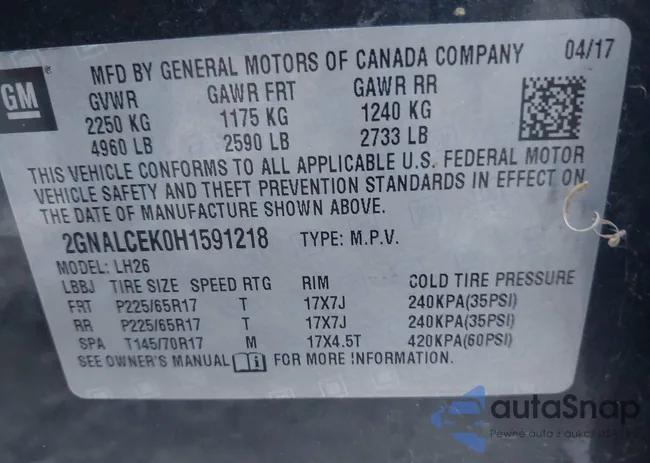 GM
MFD BY GENERAL MOTORS OF CANADA COMPANY 04/17
GVWR GAWR FRT GAWR RR
2250 KG 1175 KG 1240 KG
4960 LB 2590 LB 2733 LB
THIS VEHICLE CONFORMS TO ALL APPLICABLE U.S. FEDERAL MOTOR
VEHICLE SAFETY AND THEFT PREVENTION STANDARDS IN EFFECT ON
THE DATE OF MANUFACTURE SHOWN ABOVE.
2GNALCEK0H1591218 TYPE: M.P.V.
MODEL: LH26
LBBJ TIRE SIZE SPEED RTG RIM COLD TIRE PRESSURE
FRT P225/65R17 T 17X7J 240KPA(35PSI)
RR P225/65R17 T 17X7J 240KPA(35PSI)
SPA T145/70R17 M 17X4.5T 420KPA(60PSI)
SEE OWNER'S MANUAL FOR MORE INFORMATION.
autoSnap
Pewne auta z aukcji USA